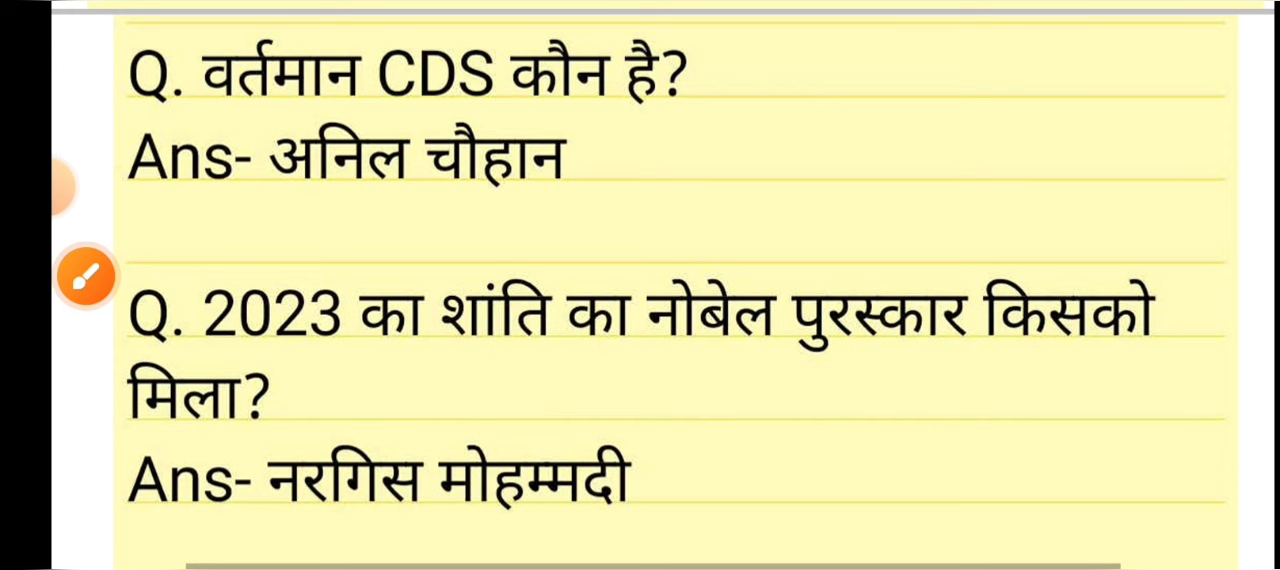 Q. वर्तमान CDS कौन है?
Ans- अनिल चौहान
Q. 2023 का शांति का नोबेल पुरस्कार किसको
मिला?
Ans- नरगिस मोहम्मदी